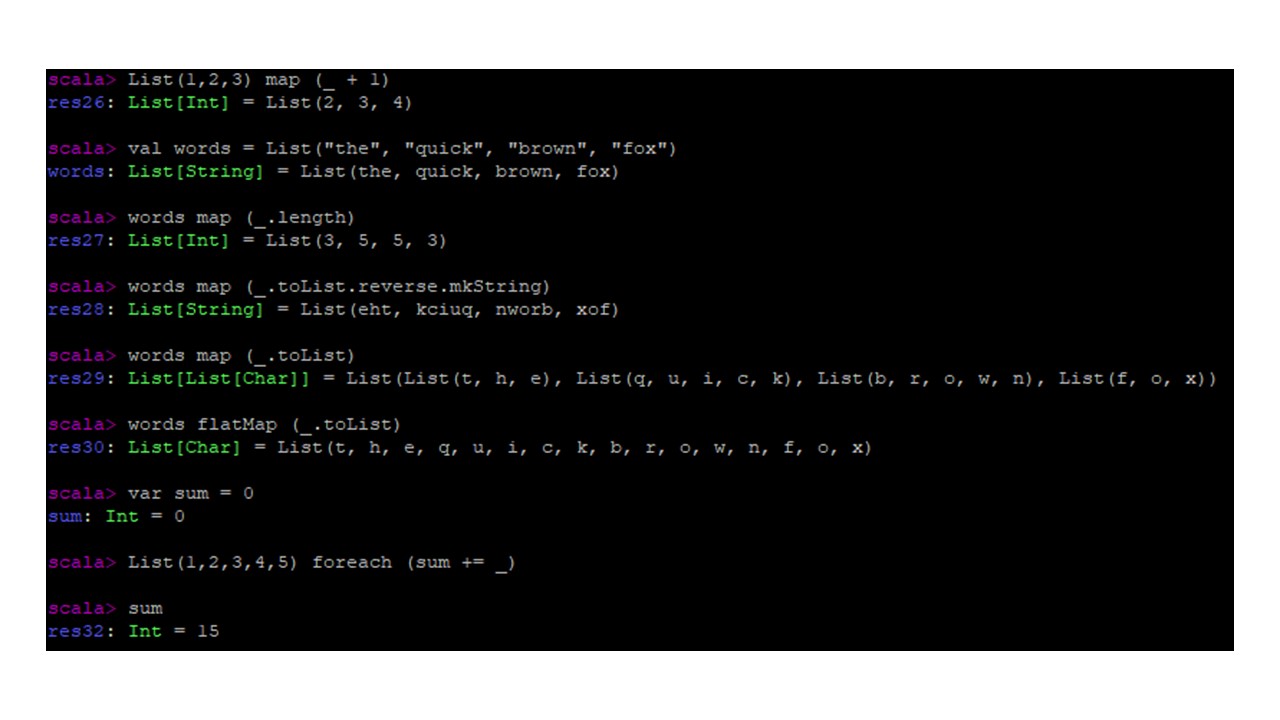 scala> List(1,2,3) map (_ + 1)
res26: List[Int] = List(2, 3, 4)
scala> val words = List("the", "quick", "brown", "fox")
words: List[String] = List(the, quick, brown, fox)
scala> words map (_.length)
res27: List[Int] = List(3, 5, 5, 3)
scala> words map (_.toList.reverse.mkString)
res28: List[String] = List(eht, kciuq, nworb, xof)
scala> words map (_.toList)
res29: List[List[Char]] = List(List(t, h, e), List(q, u, i, c, k), List(b, r, o, w, n), List(f, o, x))
scala> words flatMap (_.toList)
res30: List[Char] = List(t, h, e, q, u, i, c, k, b, r, o, w, n, f, o, x)
scala> var sum = 0
sum: Int = 0
scala> List(1,2,3,4,5) foreach (sum += _)
scala> sum
res32: Int = 15